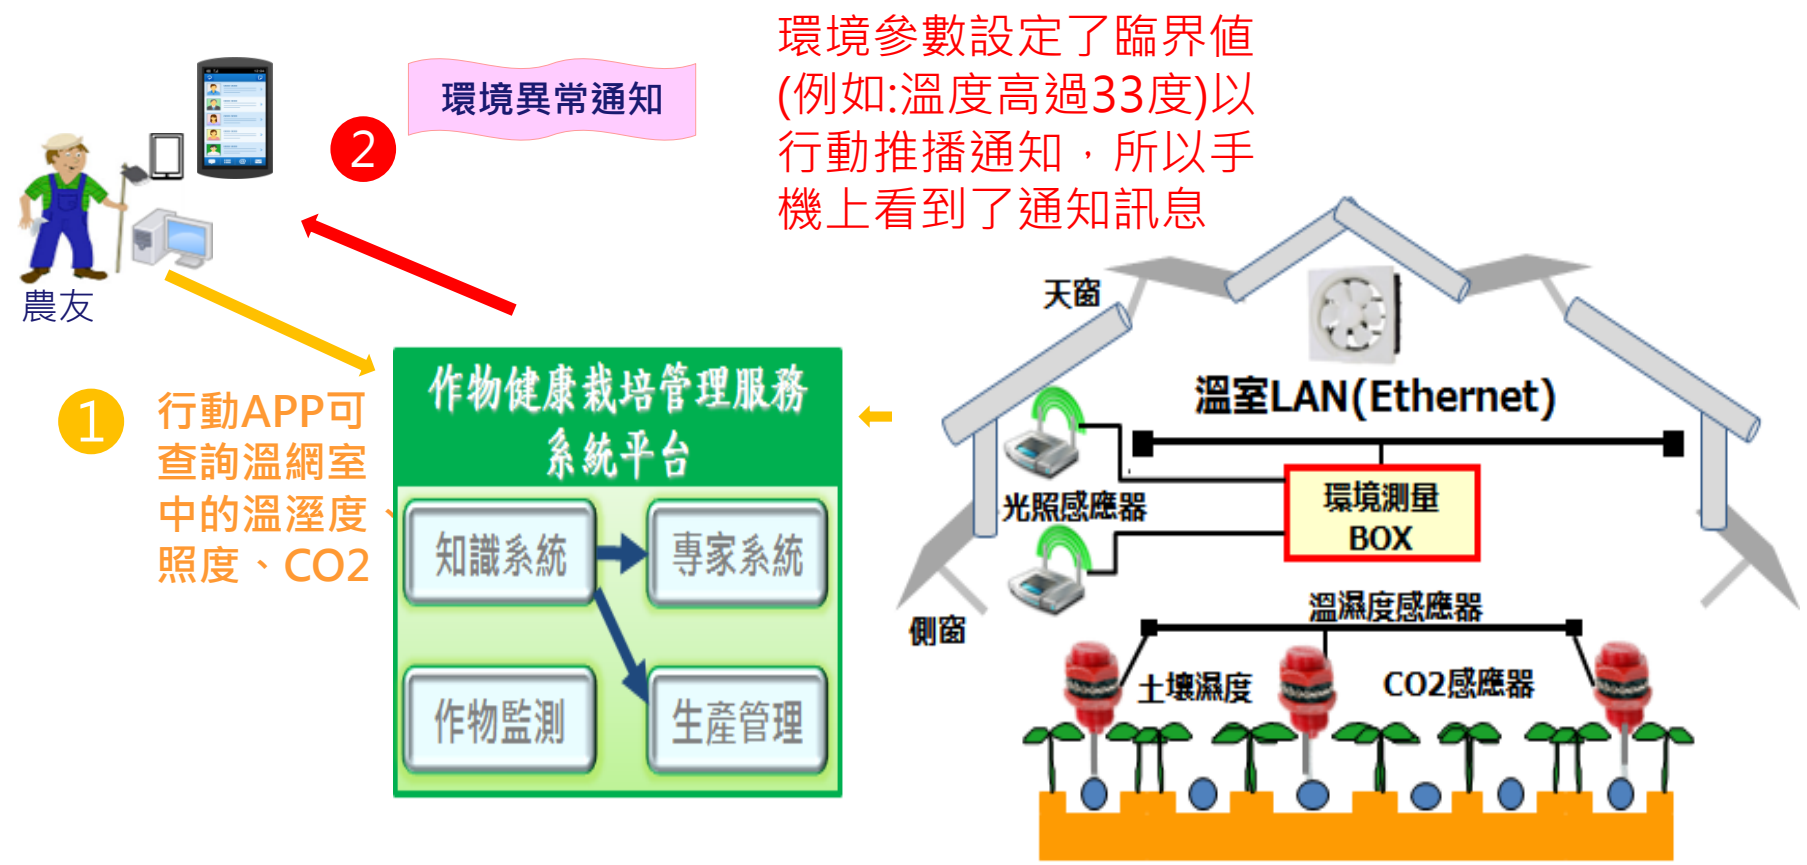 環境異常通知
環境參數設定了臨界值
(例如:溫度高過33度)以
行動推播通知，所以手
機上看到了通知訊息
2
農友
1
行動APP可
查詢溫網室
中的溫溼度、
照度、CO2
作物健康栽培管理服務
系統平台
知識系統
專家系統
作物監測
生產管理
天窗
溫室LAN(Ethernet)
光照感應器
環境測量
BOX
側窗
溫濕度感應器
土壤濕度
CO2感應器